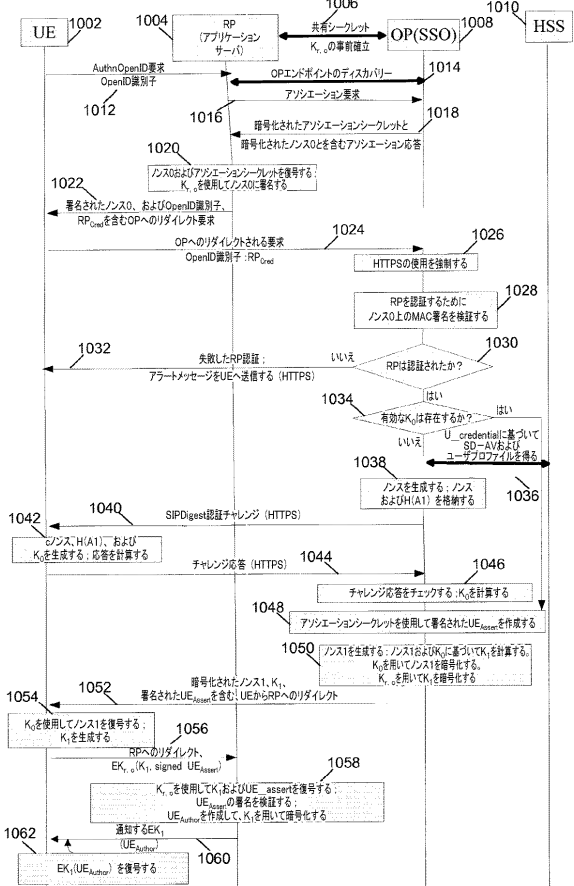 UE
1002
1004
RP
(アプリケーション
サーバ)
1006
共有シークレット
Kr,oの事前確立
OP(SSO)
1008
1010
HSS
AuthnOpenID要求
OpenID識別子
1012
OPエンドポイントのディスカバリー
1014
アソシエーション要求
1016
1018
暗号化されたアソシエーションシークレットと
暗号化されたノンス0とを含むアソシエーション応答
1020
ノンス0およびアソシエーションシークレットを復号する;
Kr,oを使用してノンス0に署名する
1022
署名されたノンス0、およびOpenID識別子、
RPCredを含むOPへのリダイレクト要求
OPへのリダイレクトされる要求
1024
OpenID識別子:RPCred
1026
HTTPSの使用を強制する
RPを認証するために
ノンス0上のMAC署名を検証する
1028
1030
1032
失敗したRP認証;
いいえ
RPは認証されたか?
アラートメッセージをUEへ送信する (HTTPS)
はい
1034
有効なK0は存在するか?
はい
いいえ
U__credentialに基づいて
SD-AVおよび
ユーザプロファイルを得る
1036
1038
ノンスを生成する;ノンス
およびH(A1) を格納する
1040
SIPDigest認証チャレンジ (HTTPS)
1042
cノンス、H(A1)、および
K0を生成する;応答を計算する
チャレンジ応答 (HTTPS)
1044
1046
チャレンジ応答をチェックする;K0を計算する
1048
アソシエーションシークレットを使用して署名されたUEAssertを作成する
1050
ノンス1を生成する;ノンス1およびK0に基づいてK1を計算する。
K0を用いてノンス1を暗号化する。
Kr,oを用いてK1を暗号化する
1052
暗号化されたノンス1、K1、
署名されたUEAssertを含む、UEからRPへのリダイレクト
1054
K0を使用してノンス1を復号する;
K1を生成する
1056
RPへのリダイレクト、
EKr,o(K1, signed UEAssert)
1058
Kr,oを使用してK1およびUE__assertを復号する;
UEAssertの署名を検証する;
UEAuthorを作成して、K1を用いて暗号化する
通知するEK1
(UEAuthor)
1060
1062
EK1(UEAuthor) を復号する